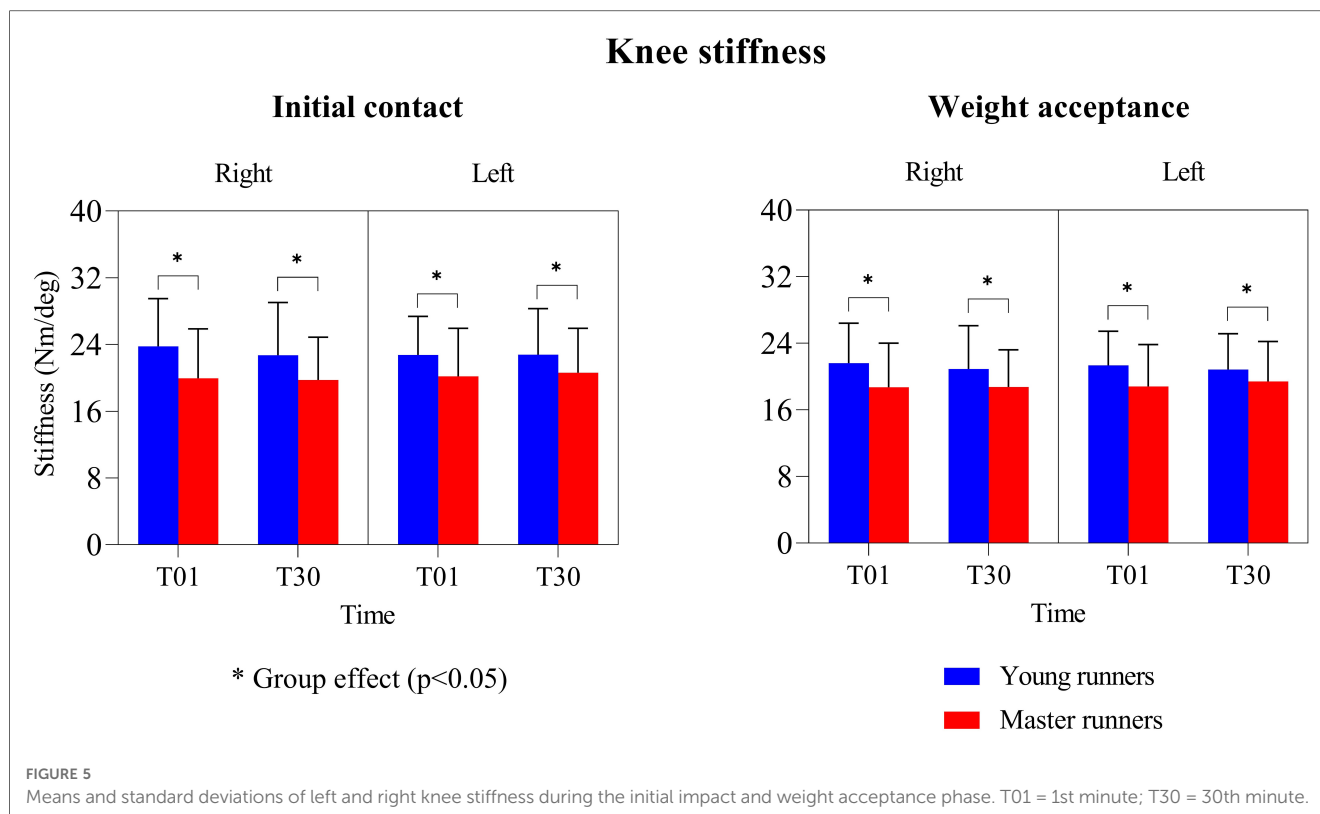 Knee stiffness
Initial contact
Right Left
Stiffness (Nm/deg)
40
32
24
16
8
0
* * * *
T01 T30 T01 T30
Time
* Group effect (p<0.05)
Weight acceptance
Right Left
40
32
24
16
8
0
* * * *
T01 T30 T01 T30
Time
Young runners
Master runners
FIGURE 5
Means and standard deviations of left and right knee stiffness during the initial impact and weight acceptance phase. T01 = 1st minute; T30 = 30th minute.